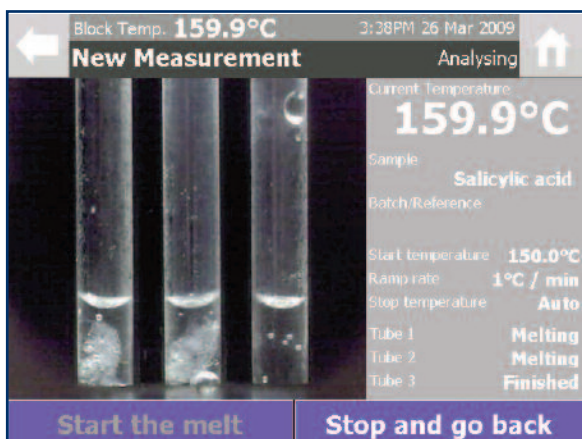 Block Temp. 159.9°C 3:38PM 26 Mar 2009
New Measurement Analysing
Current Temperature
159.9°C
Sample
Salicylic acid
Batch/Reference
Start temperature 150.0°C
Ramp rate 1°C / min
Stop temperature Auto
Tube 1 Melting
Tube 2 Melting
Tube 3 Finished
Start the melt Stop and go back